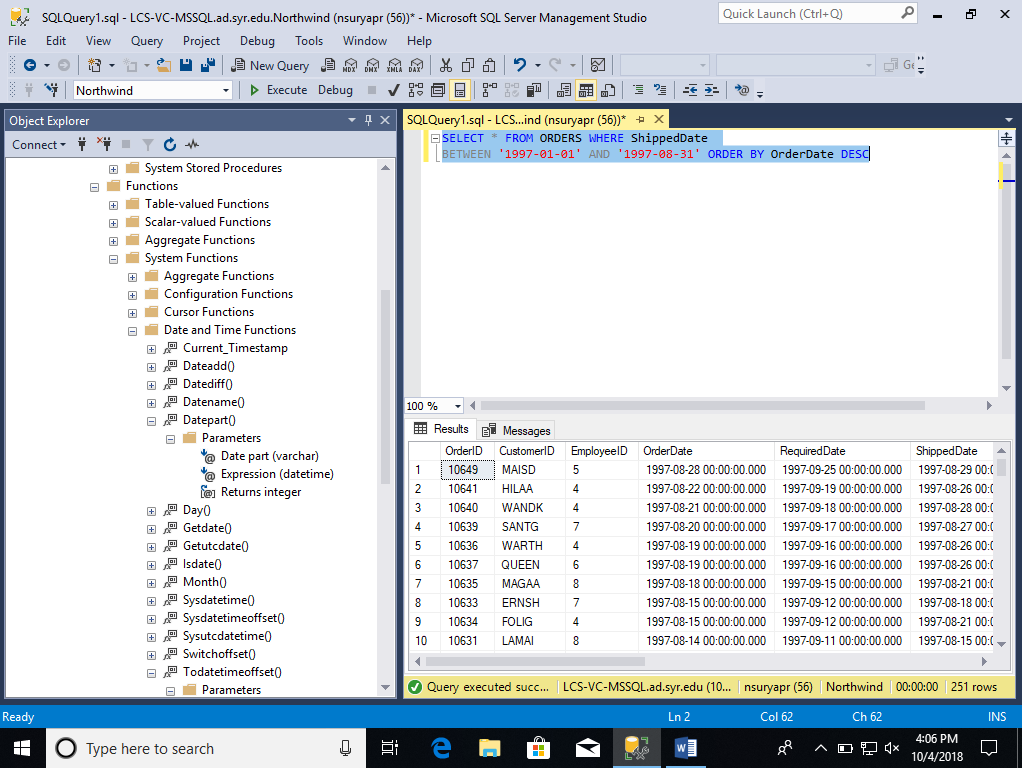 SQLQuery1.sql - LCS-VC-MSSQL.ad.syr.edu.Northwind (nsuryapr (56))* - Microsoft SQL Server Management Studio
Quick Launch (Ctrl+Q)
File Edit View Query Project Debug Tools Window Help
New Query MDX DMX XMLA DAX
Northwind Execute Debug
Object Explorer
Connect
System Stored Procedures
Functions
Table-valued Functions
Scalar-valued Functions
Aggregate Functions
System Functions
Aggregate Functions
Configuration Functions
Cursor Functions
Date and Time Functions
Current_Timestamp
Dateadd()
Datediff()
Datename()
Datepart()
Parameters
Date part (varchar)
Expression (datetime)
Returns integer
Day()
Getdate()
Getutcdate()
Isdate()
Month()
Sysdatetime()
Sysdatetimeoffset()
Sysutcdatetime()
Switchoffset()
Todatetimeoffset()
Parameters
SQLQuery1.sql - LCS...ind (nsuryapr (56))*
SELECT * FROM ORDERS WHERE ShippedDate
BETWEEN '1997-01-01' AND '1997-08-31' ORDER BY OrderDate DESC
100 %
Results Messages
OrderID CustomerID EmployeeID OrderDate RequiredDate ShippedDate
1 10649 MAISD 5 1997-08-28 00:00:00.000 1997-09-25 00:00:00.000 1997-08-29 00:0
2 10641 HILAA 4 1997-08-22 00:00:00.000 1997-09-19 00:00:00.000 1997-08-26 00:0
3 10640 WANDK 4 1997-08-21 00:00:00.000 1997-09-18 00:00:00.000 1997-08-28 00:0
4 10639 SANTG 7 1997-08-20 00:00:00.000 1997-09-17 00:00:00.000 1997-08-27 00:0
5 10636 WARTH 4 1997-08-19 00:00:00.000 1997-09-16 00:00:00.000 1997-08-26 00:0
6 10637 QUEEN 6 1997-08-19 00:00:00.000 1997-09-16 00:00:00.000 1997-08-26 00:0
7 10635 MAGAA 8 1997-08-18 00:00:00.000 1997-09-15 00:00:00.000 1997-08-21 00:0
8 10633 ERNSH 7 1997-08-15 00:00:00.000 1997-09-12 00:00:00.000 1997-08-18 00:0
9 10634 FOLIG 4 1997-08-15 00:00:00.000 1997-09-12 00:00:00.000 1997-08-21 00:0
10 10631 LAMAI 8 1997-08-14 00:00:00.000 1997-09-11 00:00:00.000 1997-08-15 00:0
Query executed succ... LCS-VC-MSSQL.ad.syr.edu (10... nsuryapr (56) Northwind 00:00:00 251 rows
Ready Ln 2 Col 62 Ch 62 INS
Type here to search
4:06 PM
10/4/2018